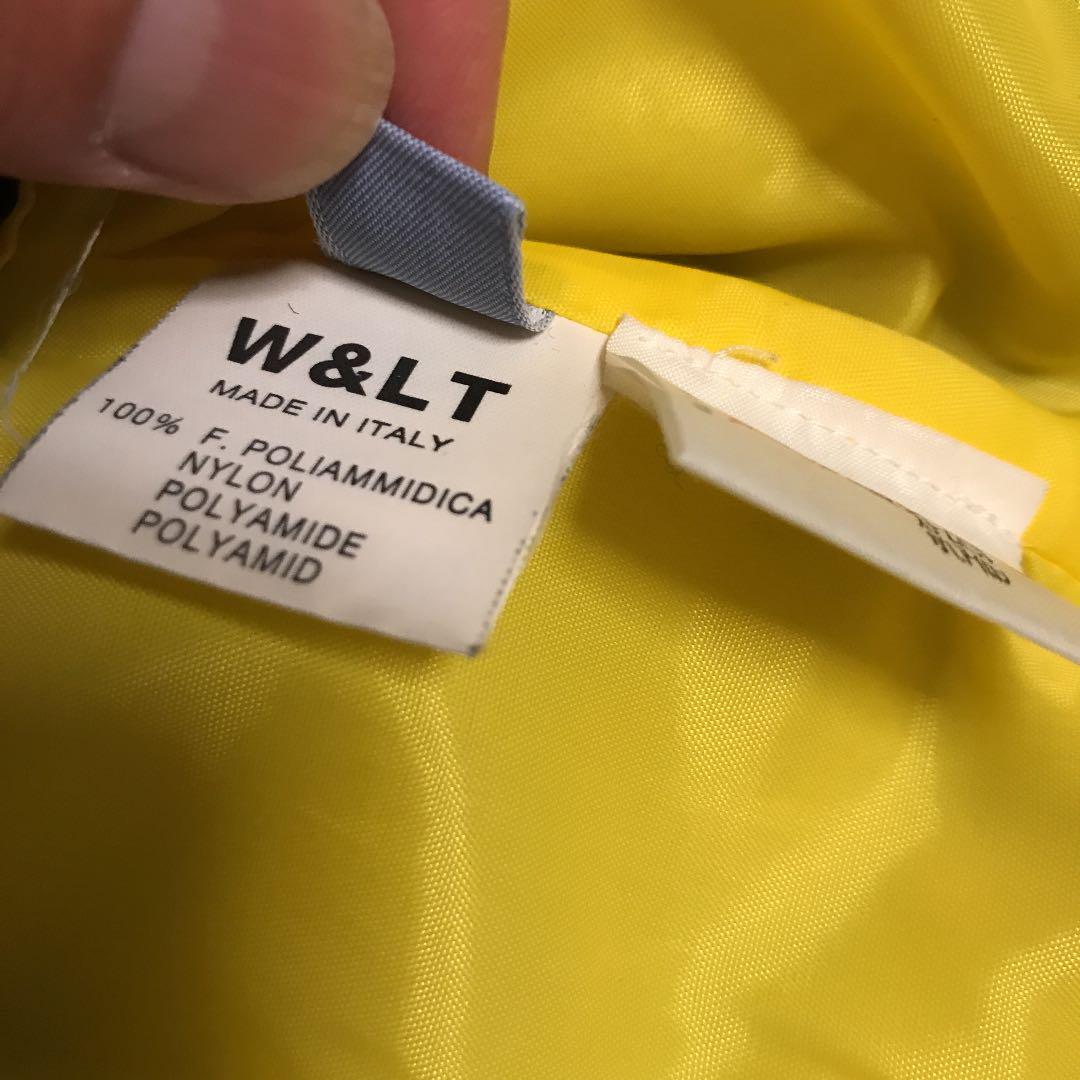 W&LT
MADE IN ITALY
100% F. POLIAMMIDICA
NYLON
POLYAMIDE
POLYAMID